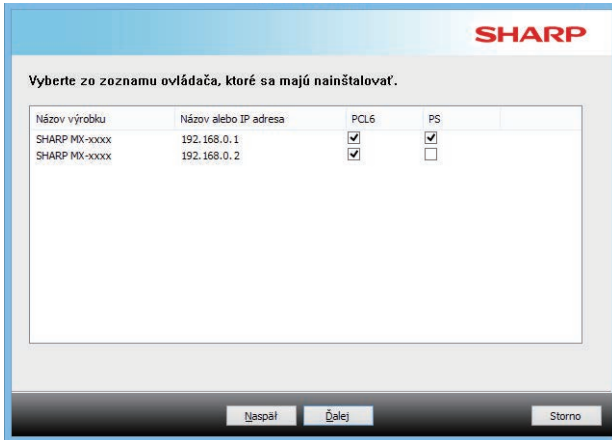 SHARP
Vyberte zo zoznamu ovládača, ktoré sa majú nainštalovať.
Názov výrobku Názov alebo IP adresa PCL6 PS
SHARP MX-xxxx 192.168.0.1
SHARP MX-xxxx 192.168.0.2
Naspäť Ďalej Storno